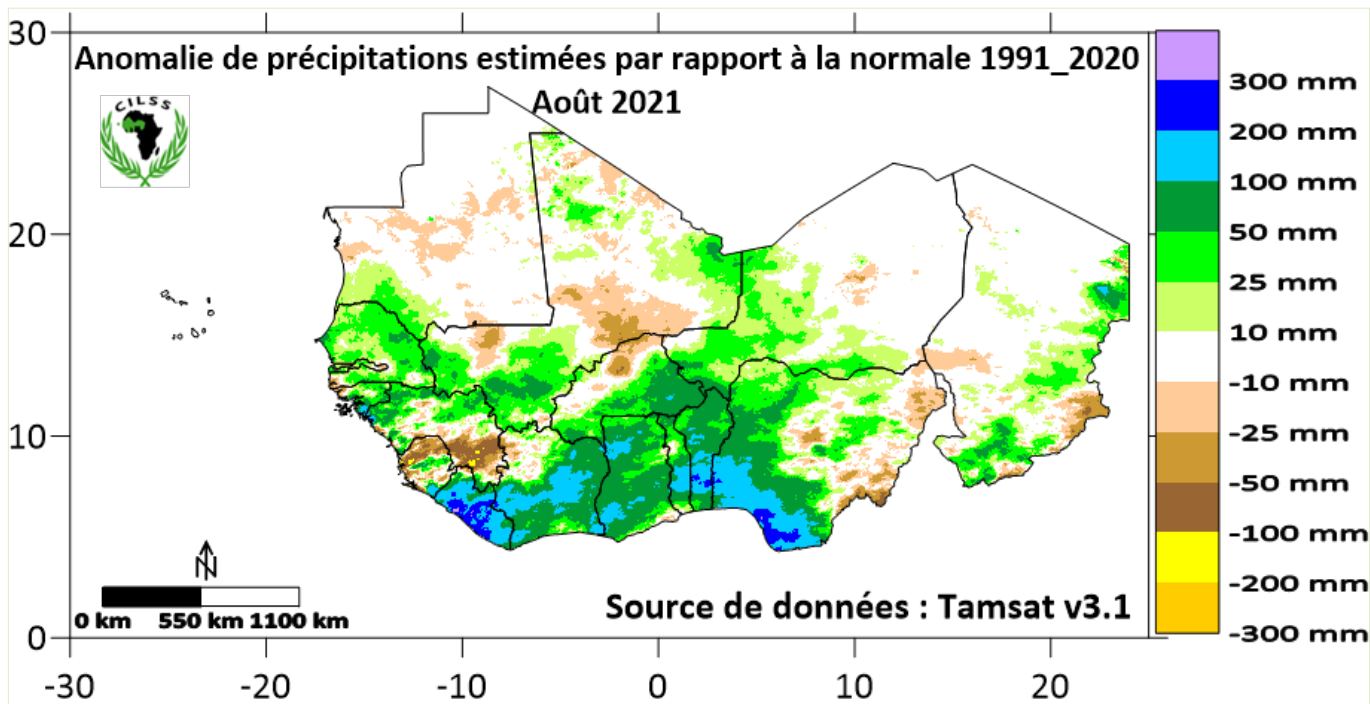 Anomalie de précipitations estimées par rapport à la normale 1991_2020
Août 2021
CILSS
30
20
10
0
-30
-20
-10
0
10
20
300 mm
200 mm
100 mm
50 mm
25 mm
10 mm
-10 mm
-25 mm
-50 mm
-100 mm
-200 mm
-300 mm
N
0 km 550 km 1100 km
Source de données : Tamsat v3.1